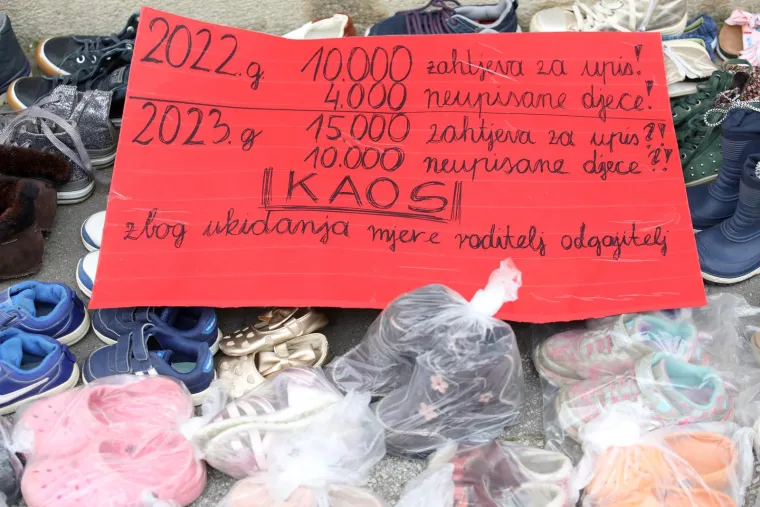 2022.g. 10.000 zahtjeva za upis!
4.000 neupisane djece!
2023.g 15.000 zahtjeva za upis?!
10.000 neupisane djece?!
KAOS
zbog ukidanja mjere roditelj odgajitelj